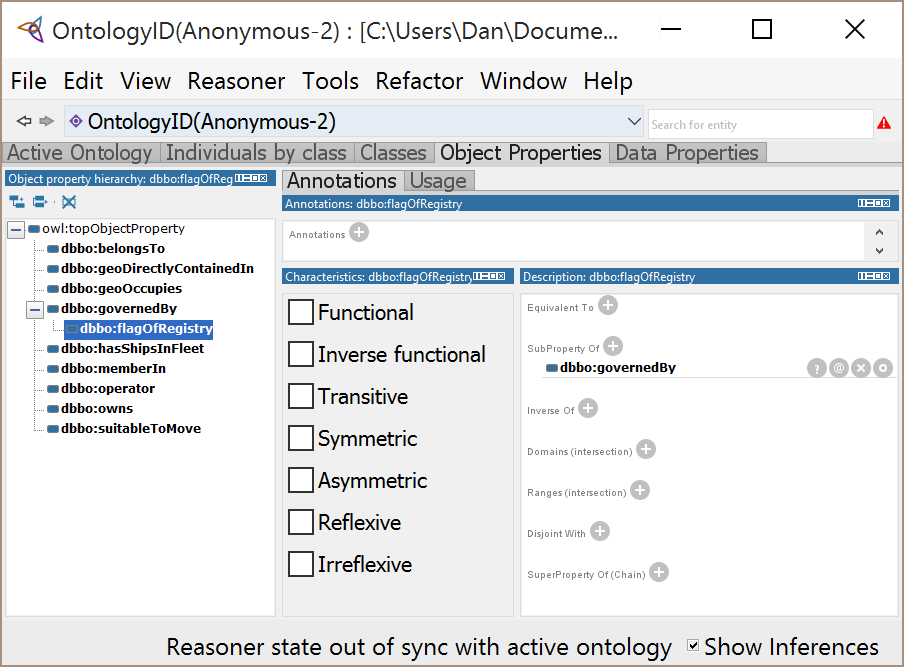 OntologyID(Anonymous-2) : [C:\Users\Dan\Docume...
File Edit View Reasoner Tools Refactor Window Help
OntologyID(Anonymous-2)
Search for entity
Active Ontology Individuals by class Classes Object Properties Data Properties
Object property hierarchy: dbbo:flagOfReg
owl:topObjectProperty
dbbo:belongsTo
dbbo:geoDirectlyContainedIn
dbbo:geoOccupies
dbbo:governedBy
dbbo:flagOfRegistry
dbbo:hasShipsInFleet
dbbo:memberIn
dbbo:operator
dbbo:owns
dbbo:suitableToMove
Annotations Usage
Annotations: dbbo:flagOfRegistry
Annotations
Characteristics: dbbo:flagOfRegistry
Functional
Inverse functional
Transitive
Symmetric
Asymmetric
Reflexive
Irreflexive
Description: dbbo:flagOfRegistry
Equivalent To
SubProperty Of
dbbo:governedBy
Inverse Of
Domains (intersection)
Ranges (intersection)
Disjoint With
SuperProperty Of (Chain)
Reasoner state out of sync with active ontology Show Inferences